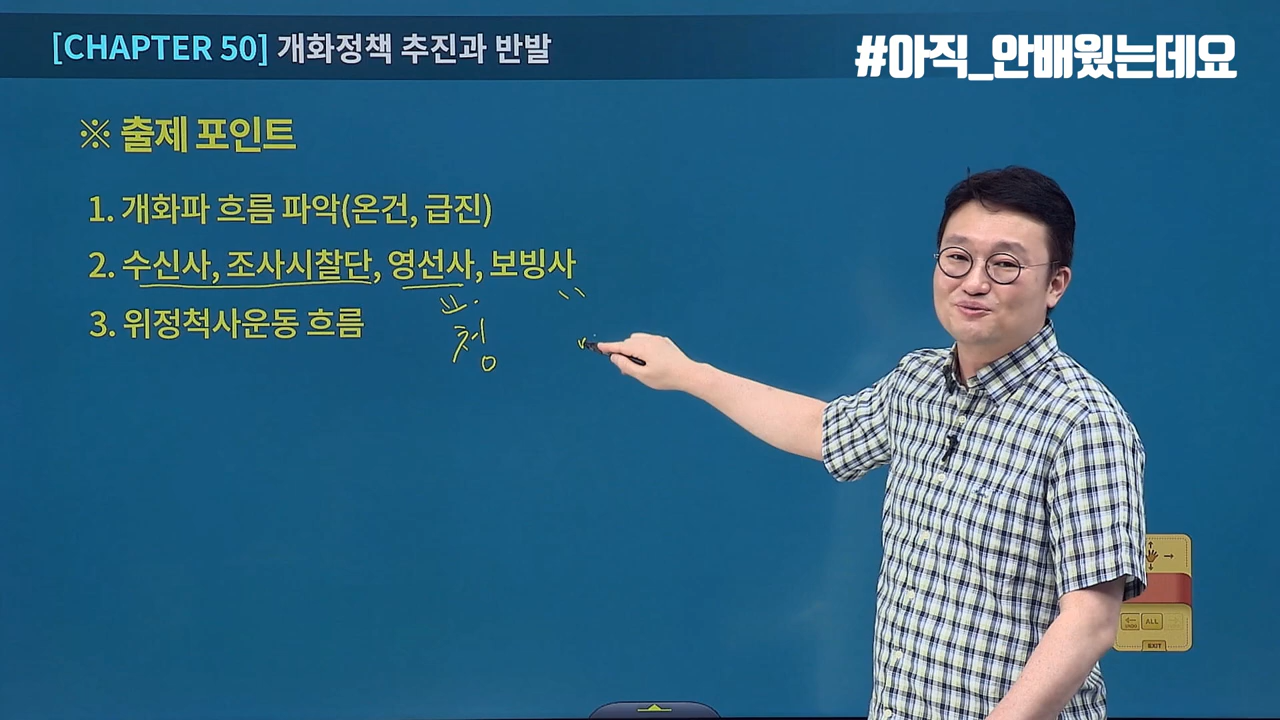 [CHAPTER 50] 개화정책 추진과 반발
#아직_안배웠는데요
※ 출제 포인트
1. 개화파 흐름 파악(온건, 급진)
2. 수신사, 조사시찰단, 영선사, 보빙사
3. 위정척사운동 흐름
청
ALL
EXIT